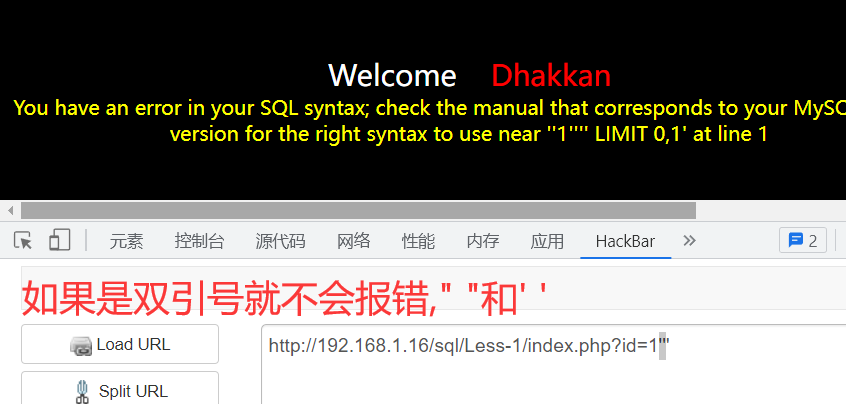 Welcome Dhakkan
You have an error in your SQL syntax; check the manual that corresponds to your MySQ
version for the right syntax to use near ''1'''' LIMIT 0,1' at line 1
元素 控制台 源代码 网络 性能 内存 应用 HackBar 2
如果是双引号就不会报错," "和' '
Load URL
http://192.168.1.16/sql/Less-1/index.php?id=1'''
Split URL